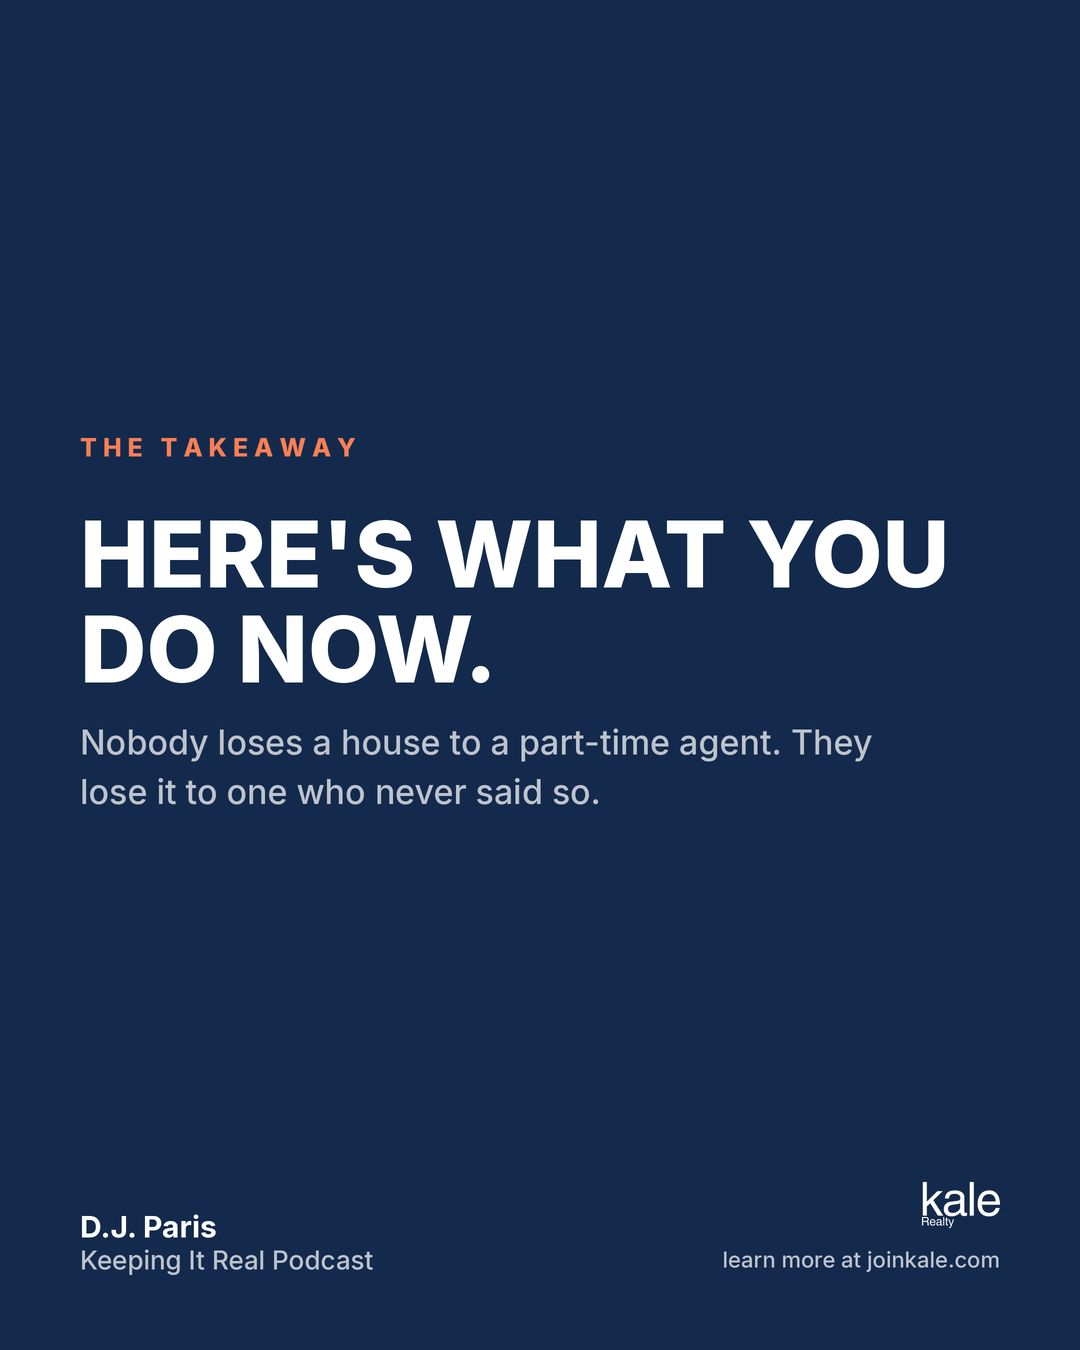 THE TAKEAWAY
HERE'S WHAT YOU
DO NOW.
Nobody loses a house to a part-time agent. They
lose it to one who never said so.
D.J. Paris
Keeping It Real Podcast
kale
Realty
learn more at joinkale.com